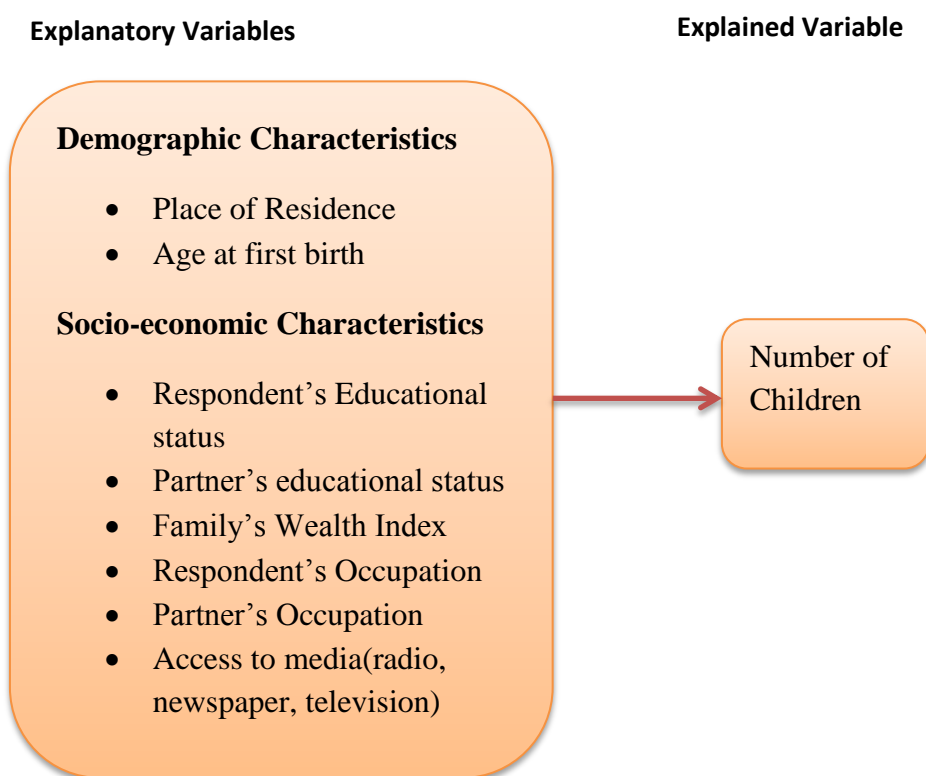 Explanatory Variables
Explained Variable
Demographic Characteristics
• Place of Residence
• Age at first birth
Socio-economic Characteristics
• Respondent’s Educational
status
• Partner’s educational status
• Family’s Wealth Index
• Respondent’s Occupation
• Partner’s Occupation
• Access to media(radio,
newspaper, television)
Number of
Children